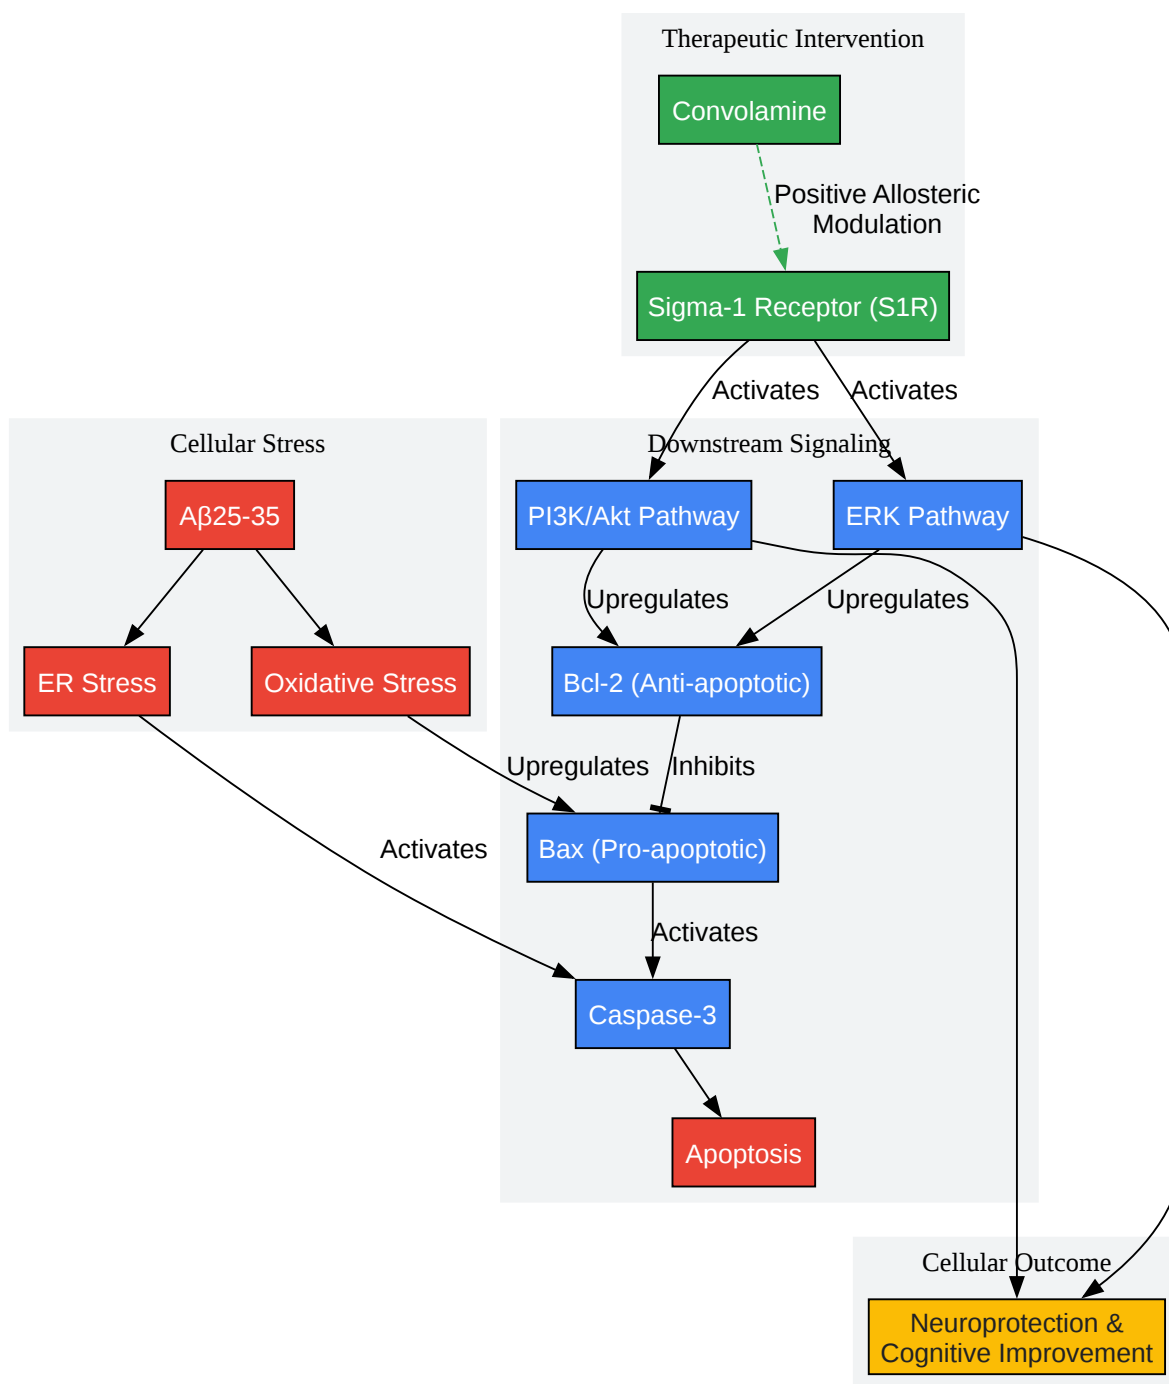 Therapeutic Intervention
Convolamine
Positive Allosteric
Modulation
Sigma-1 Receptor (S1R)
Activates
Activates
Cellular Stress
Downstream Signaling
Aβ25-35
PI3K/Akt Pathway
ERK Pathway
Upregulates
Upregulates
ER Stress
Oxidative Stress
Bcl-2 (Anti-apoptotic)
Upregulates
Inhibits
Activates
Bax (Pro-apoptotic)
Activates
Caspase-3
Apoptosis
Cellular Outcome
Neuroprotection &
Cognitive Improvement